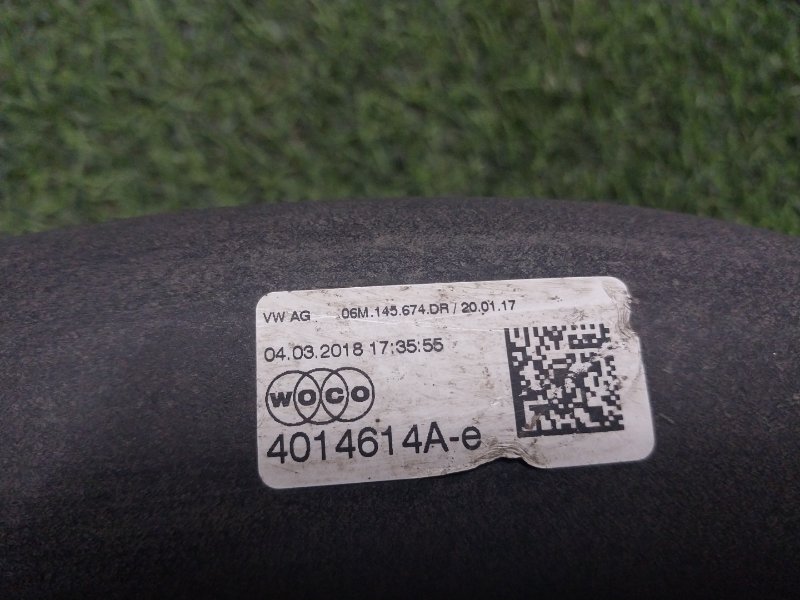 VW AG 06M.145.674.DR / 20.01.17
04.03.2018 17:35:55
WOCO
4014614A-e